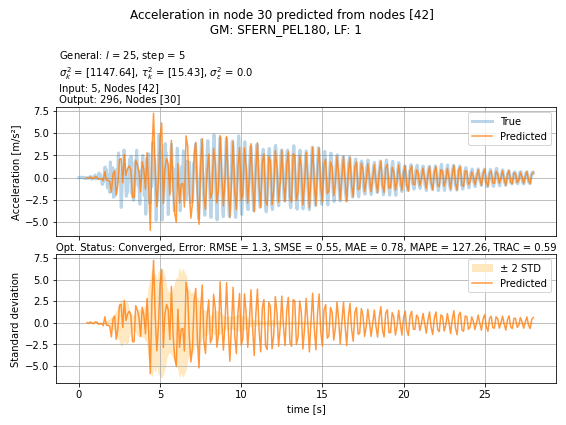 Acceleration in node 30 predicted from nodes [42]
GM: SFERN_PEL180, LF: 1
General: l = 25, step = 5
σ²ₖ = [1147.64], τ²ₖ = [15.43], σ²ε = 0.0
Input: 5, Nodes [42]
Output: 296, Nodes [30]
Acceleration [m/s²]
7.5
5.0
2.5
0.0
−2.5
−5.0
True
Predicted
Opt. Status: Converged, Error: RMSE = 1.3, SMSE = 0.55, MAE = 0.78, MAPE = 127.26, TRAC = 0.59
Standard deviation
7.5
5.0
2.5
0.0
−2.5
−5.0
± 2 STD
Predicted
0 5 10 15 20 25
time [s]